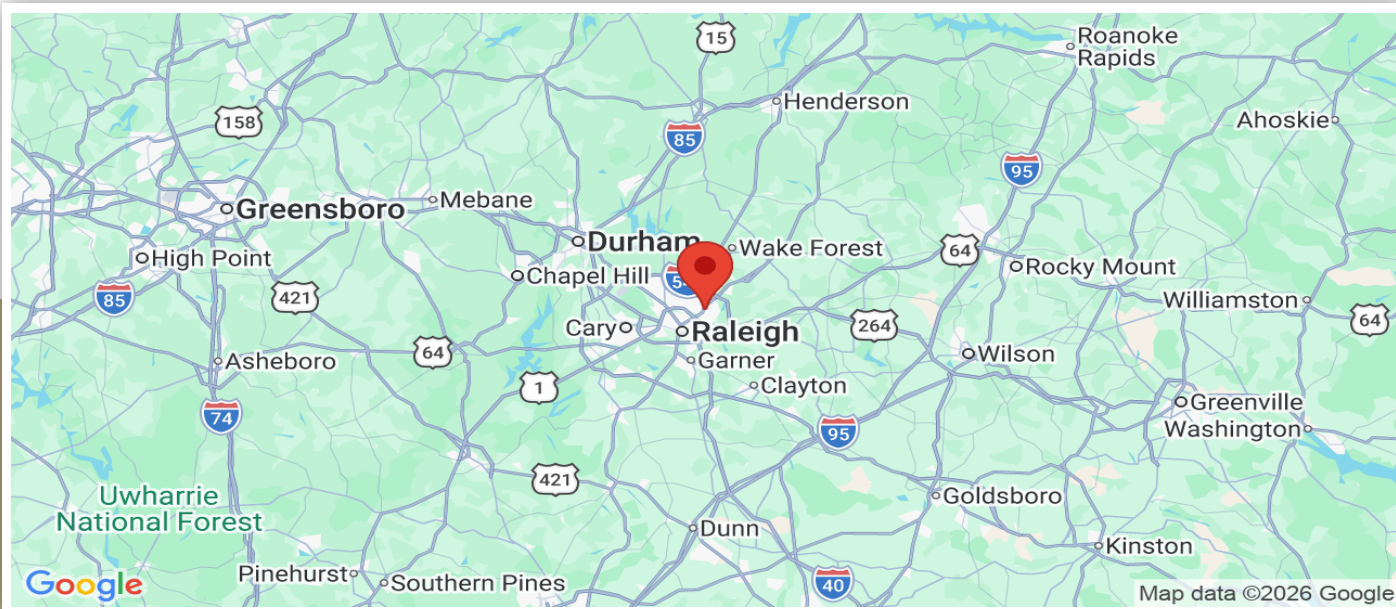 15
Roanoke
Rapids
Henderson
158
85
Ahoskie
95
Mebane
Greensboro
Durham
Wake Forest
64
High Point
Chapel Hill
Rocky Mount
85
421
54
Williamston
64
Cary
Raleigh
264
64
Garner
Wilson
Asheboro
1
Clayton
74
Greenville
Washington
95
421
Uwharrie
National Forest
Goldsboro
Dunn
Kinston
Pinehurst
Southern Pines
40
Google
Map data ©2026 Google